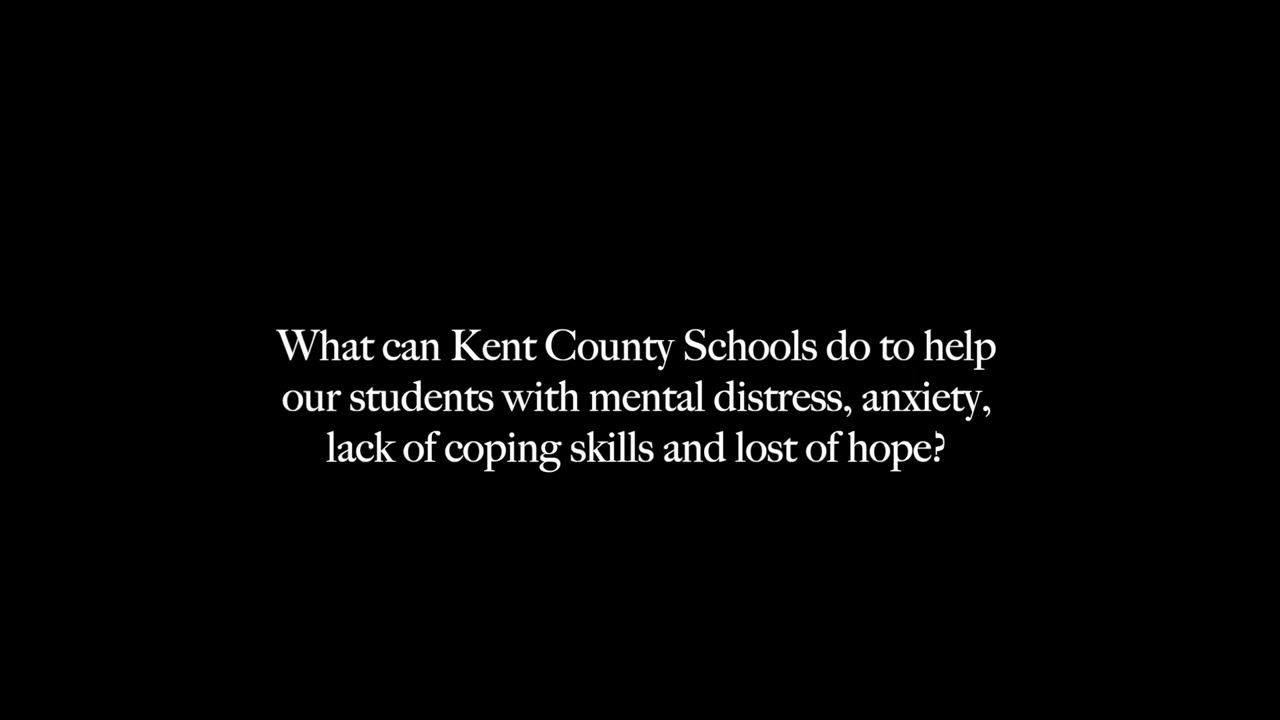 What can Kent County Schools do to help
our students with mental distress, anxiety,
lack of coping skills and lost of hope?